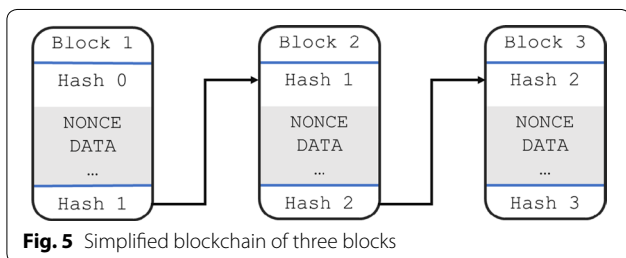 Block 1
Hash 0
NONCE
DATA
...
Hash 1
Block 2
Hash 1
NONCE
DATA
...
Hash 2
Block 3
Hash 2
NONCE
DATA
...
Hash 3
Fig. 5 Simplified blockchain of three blocks